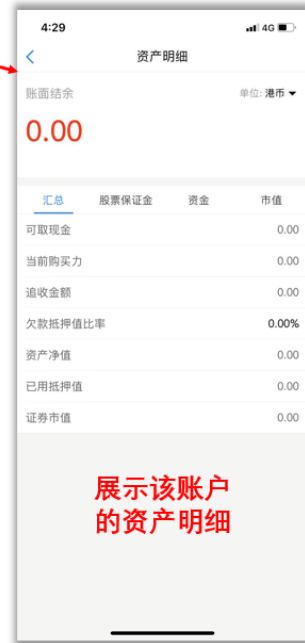 4:29
4G
资产明细
账面结余 单位: 港币
0.00
汇总 股票保证金 资金 市值
可取现金 0.00
当前购买力 0.00
追收金额 0.00
欠款抵押值比率 0.00%
资产净值 0.00
已用抵押值 0.00
证券市值 0.00
展示该账户
的资产明细